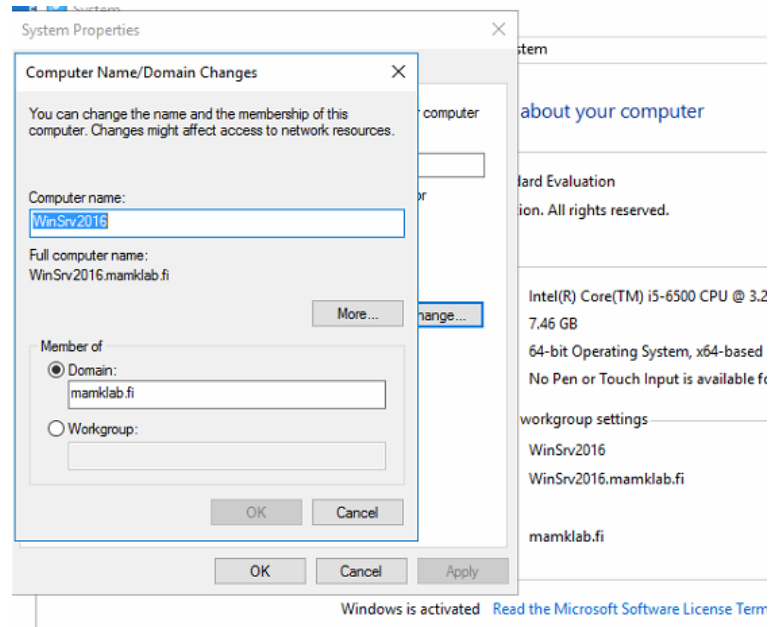 System
System Properties
stem
Computer Name/Domain Changes
You can change the name and the membership of this
computer. Changes might affect access to network resources.
computer
about your computer
Computer name:
WinSrv2016
or
dard Evaluation
ion. All rights reserved.
Full computer name:
WinSrv2016.mamklab.fi
More...
hange...
Intel(R) Core(TM) i5-6500 CPU @ 3.2
7.46 GB
64-bit Operating System, x64-based
No Pen or Touch Input is available fo
Member of
Domain:
mamklab.fi
Workgroup:
workgroup settings
WinSrv2016
WinSrv2016.mamklab.fi
mamklab.fi
OK
Cancel
OK
Cancel
Apply
Windows is activated Read the Microsoft Software License Term